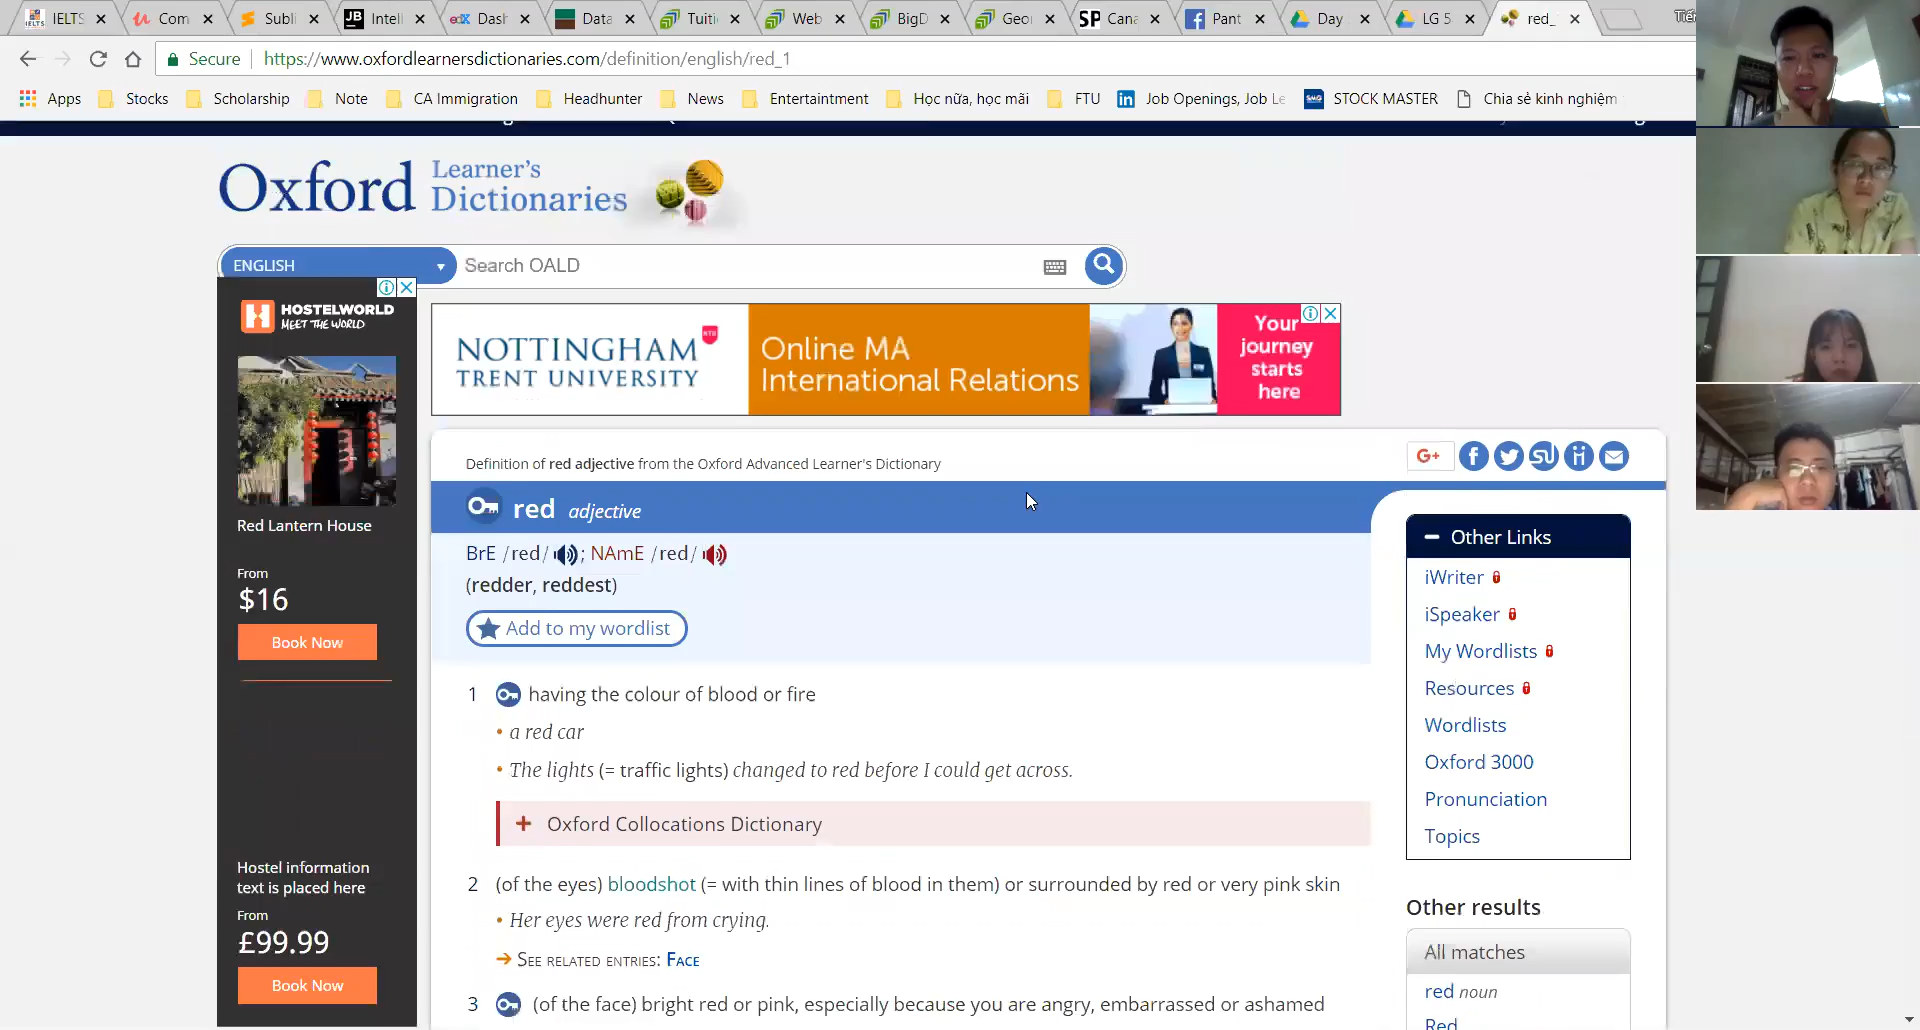 IELTS
Com
Subli
Intell
Dash
Data
Tuiti
Web
BigD
Geo
SP Cana
Pant
Day
LG 5
red_
Secure https://www.oxfordlearnersdictionaries.com/definition/english/red_1
Apps Stocks Scholarship Note CA Immigration Headhunter News Entertaintment Học nữa, học mãi FTU Job Openings, Job Le STOCK MASTER Chia sẻ kinh nghiệm
Oxford Learner's Dictionaries
ENGLISH Search OALD
HOSTELWORLD
MEET THE WORLD
Red Lantern House
From
$16
Book Now
Hostel information
text is placed here
From
£99.99
Book Now
NOTTINGHAM
TRENT UNIVERSITY
NTU
Online MA
International Relations
Your
journey
starts
here
Definition of red adjective from the Oxford Advanced Learner's Dictionary
G+
red adjective
BrE /red/ ; NAmE /red/
(redder, reddest)
Add to my wordlist
1 having the colour of blood or fire
• a red car
• The lights (= traffic lights) changed to red before I could get across.
+ Oxford Collocations Dictionary
2 (of the eyes) bloodshot (= with thin lines of blood in them) or surrounded by red or very pink skin
• Her eyes were red from crying.
→ SEE RELATED ENTRIES: FACE
3 (of the face) bright red or pink, especially because you are angry, embarrassed or ashamed
Other Links
iWriter
iSpeaker
My Wordlists
Resources
Wordlists
Oxford 3000
Pronunciation
Topics
Other results
All matches
red noun
Red